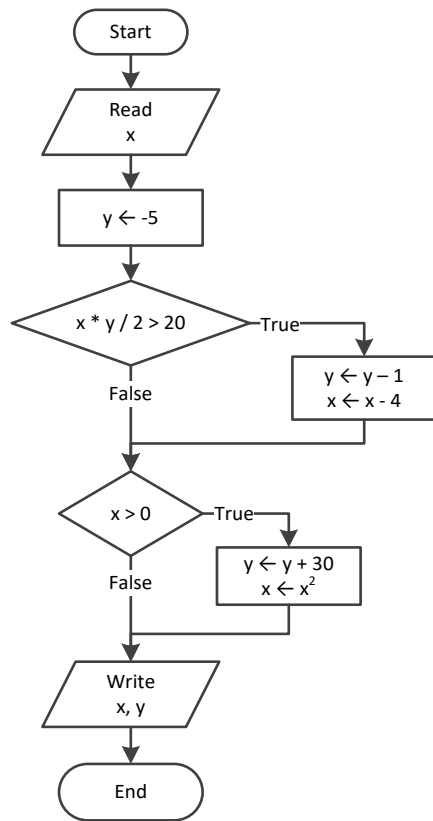 Start
Read
x
y ← -5
x * y / 2 > 20
True
y ← y – 1
x ← x - 4
False
x > 0
True
y ← y + 30
x ← x²
False
Write
x, y
End